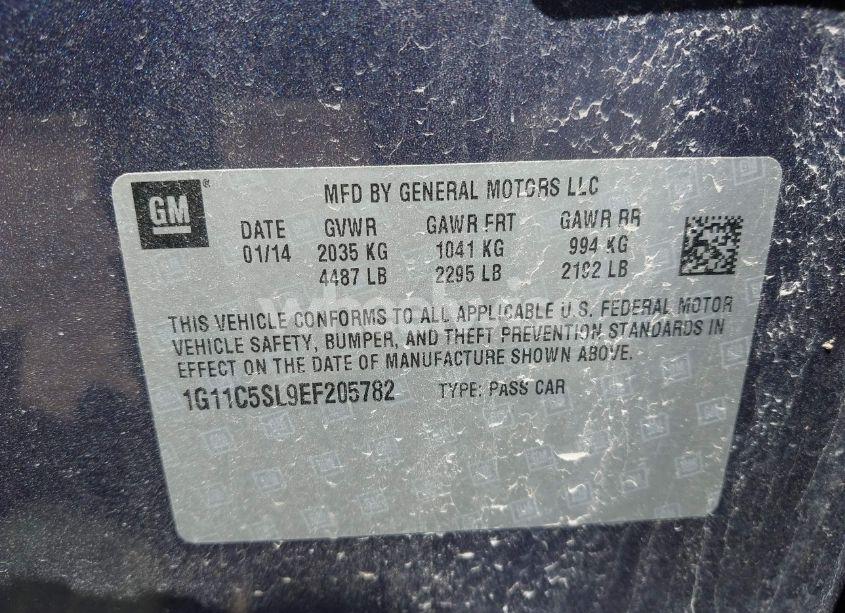 GM®
MFD BY GENERAL MOTORS LLC
DATE GVWR GAWR FRT GAWR RR
01/14 2035 KG 1041 KG 994 KG
4487 LB 2295 LB 2192 LB
THIS VEHICLE CONFORMS TO ALL APPLICABLE U.S. FEDERAL MOTOR
VEHICLE SAFETY, BUMPER, AND THEFT PREVENTION STANDARDS IN
EFFECT ON THE DATE OF MANUFACTURE SHOWN ABOVE.
1G11C5SL9EF205782 TYPE: PASS CAR